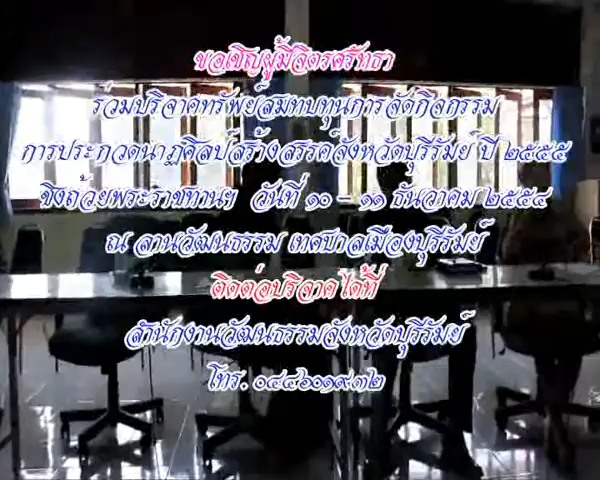 ขอเชิญผู้มีจิตรศรัทธา
ร่วมบริจาคทรัพย์สมทบทุนการจัดกิจกรรม
การประกวดนาฏศิลป์สร้างสรรค์จังหวัดบุรีรัมย์ ปี ๒๕๕๕
ชิงถ้วยพระราชทานฯ วันที่ ๑๐ - ๑๑ ธันวาคม ๒๕๕๔
ณ ลานวัฒนธรรม เทศบาลเมืองบุรีรัมย์
ติดต่อบริจาค ได้ที่
สำนักงานวัฒนธรรมจังหวัดบุรีรัมย์
โทร. ๐๔๔๖๐๑๙๓๒